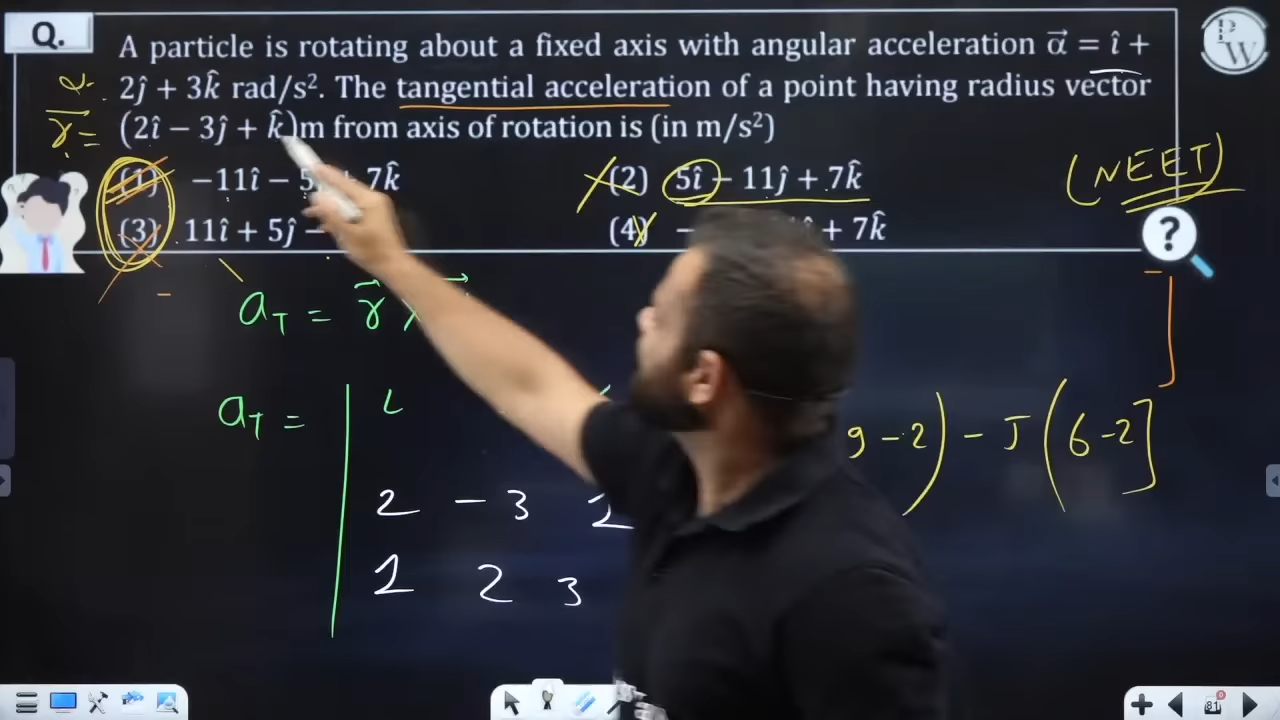 Q.
A particle is rotating about a fixed axis with angular acceleration α⃗ = î +
2ĵ + 3k̂ rad/s². The tangential acceleration of a point having radius vector
r⃗ = (2î − 3ĵ + k̂)m from axis of rotation is (in m/s²)
(1) −11î − 5 + 7k̂
(2) 5î − 11ĵ + 7k̂
(NEET)
(3) 11î + 5ĵ −
(4) − + 7k̂
?
a_T = r⃗ ×
a_T =
9 − 2) − J (6 − 2]
2 − 3
1 2 3
P
W
81